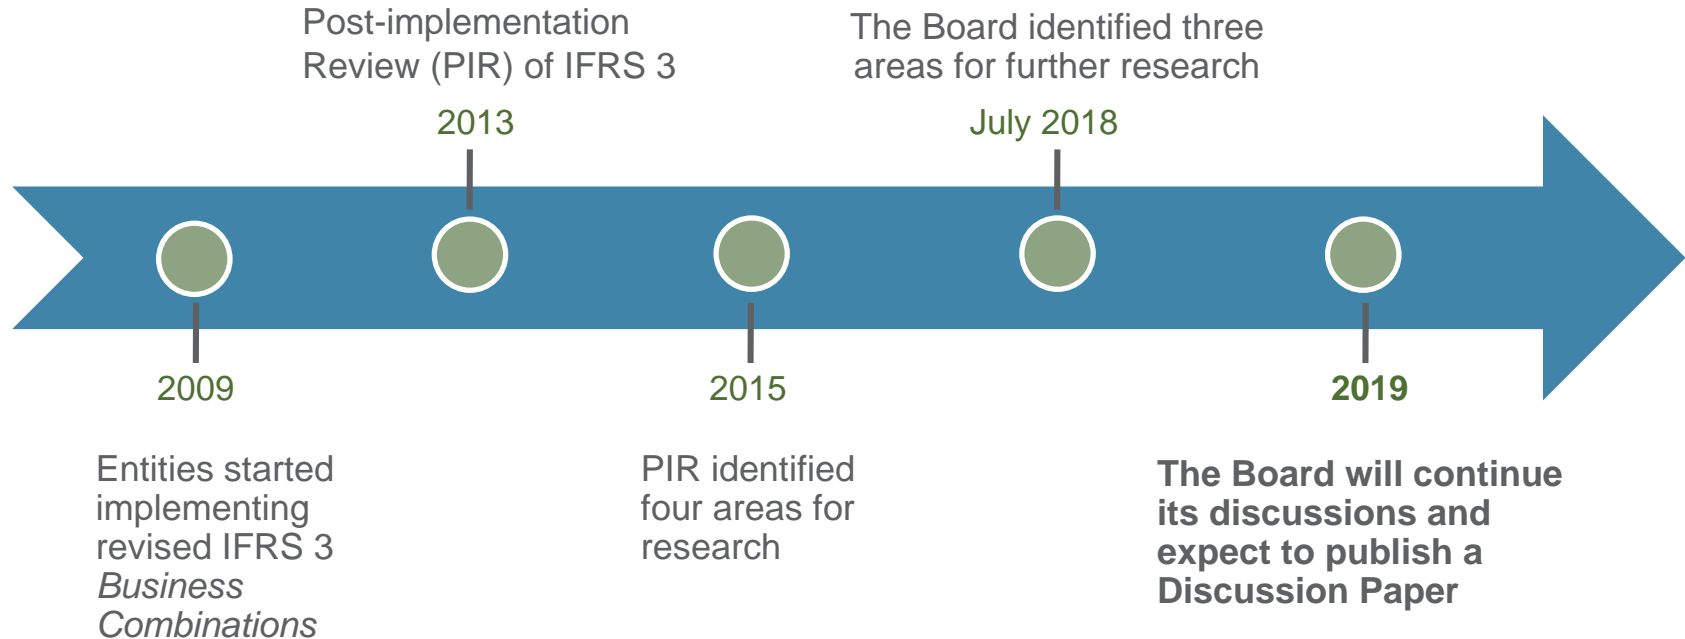 Post-implementation
Review (PIR) of IFRS 3
2013
The Board identified three
areas for further research
July 2018
2009
Entities started
implementing
revised IFRS 3
Business
Combinations
2015
PIR identified
four areas for
research
2019
The Board will continue
its discussions and
expect to publish a
Discussion Paper